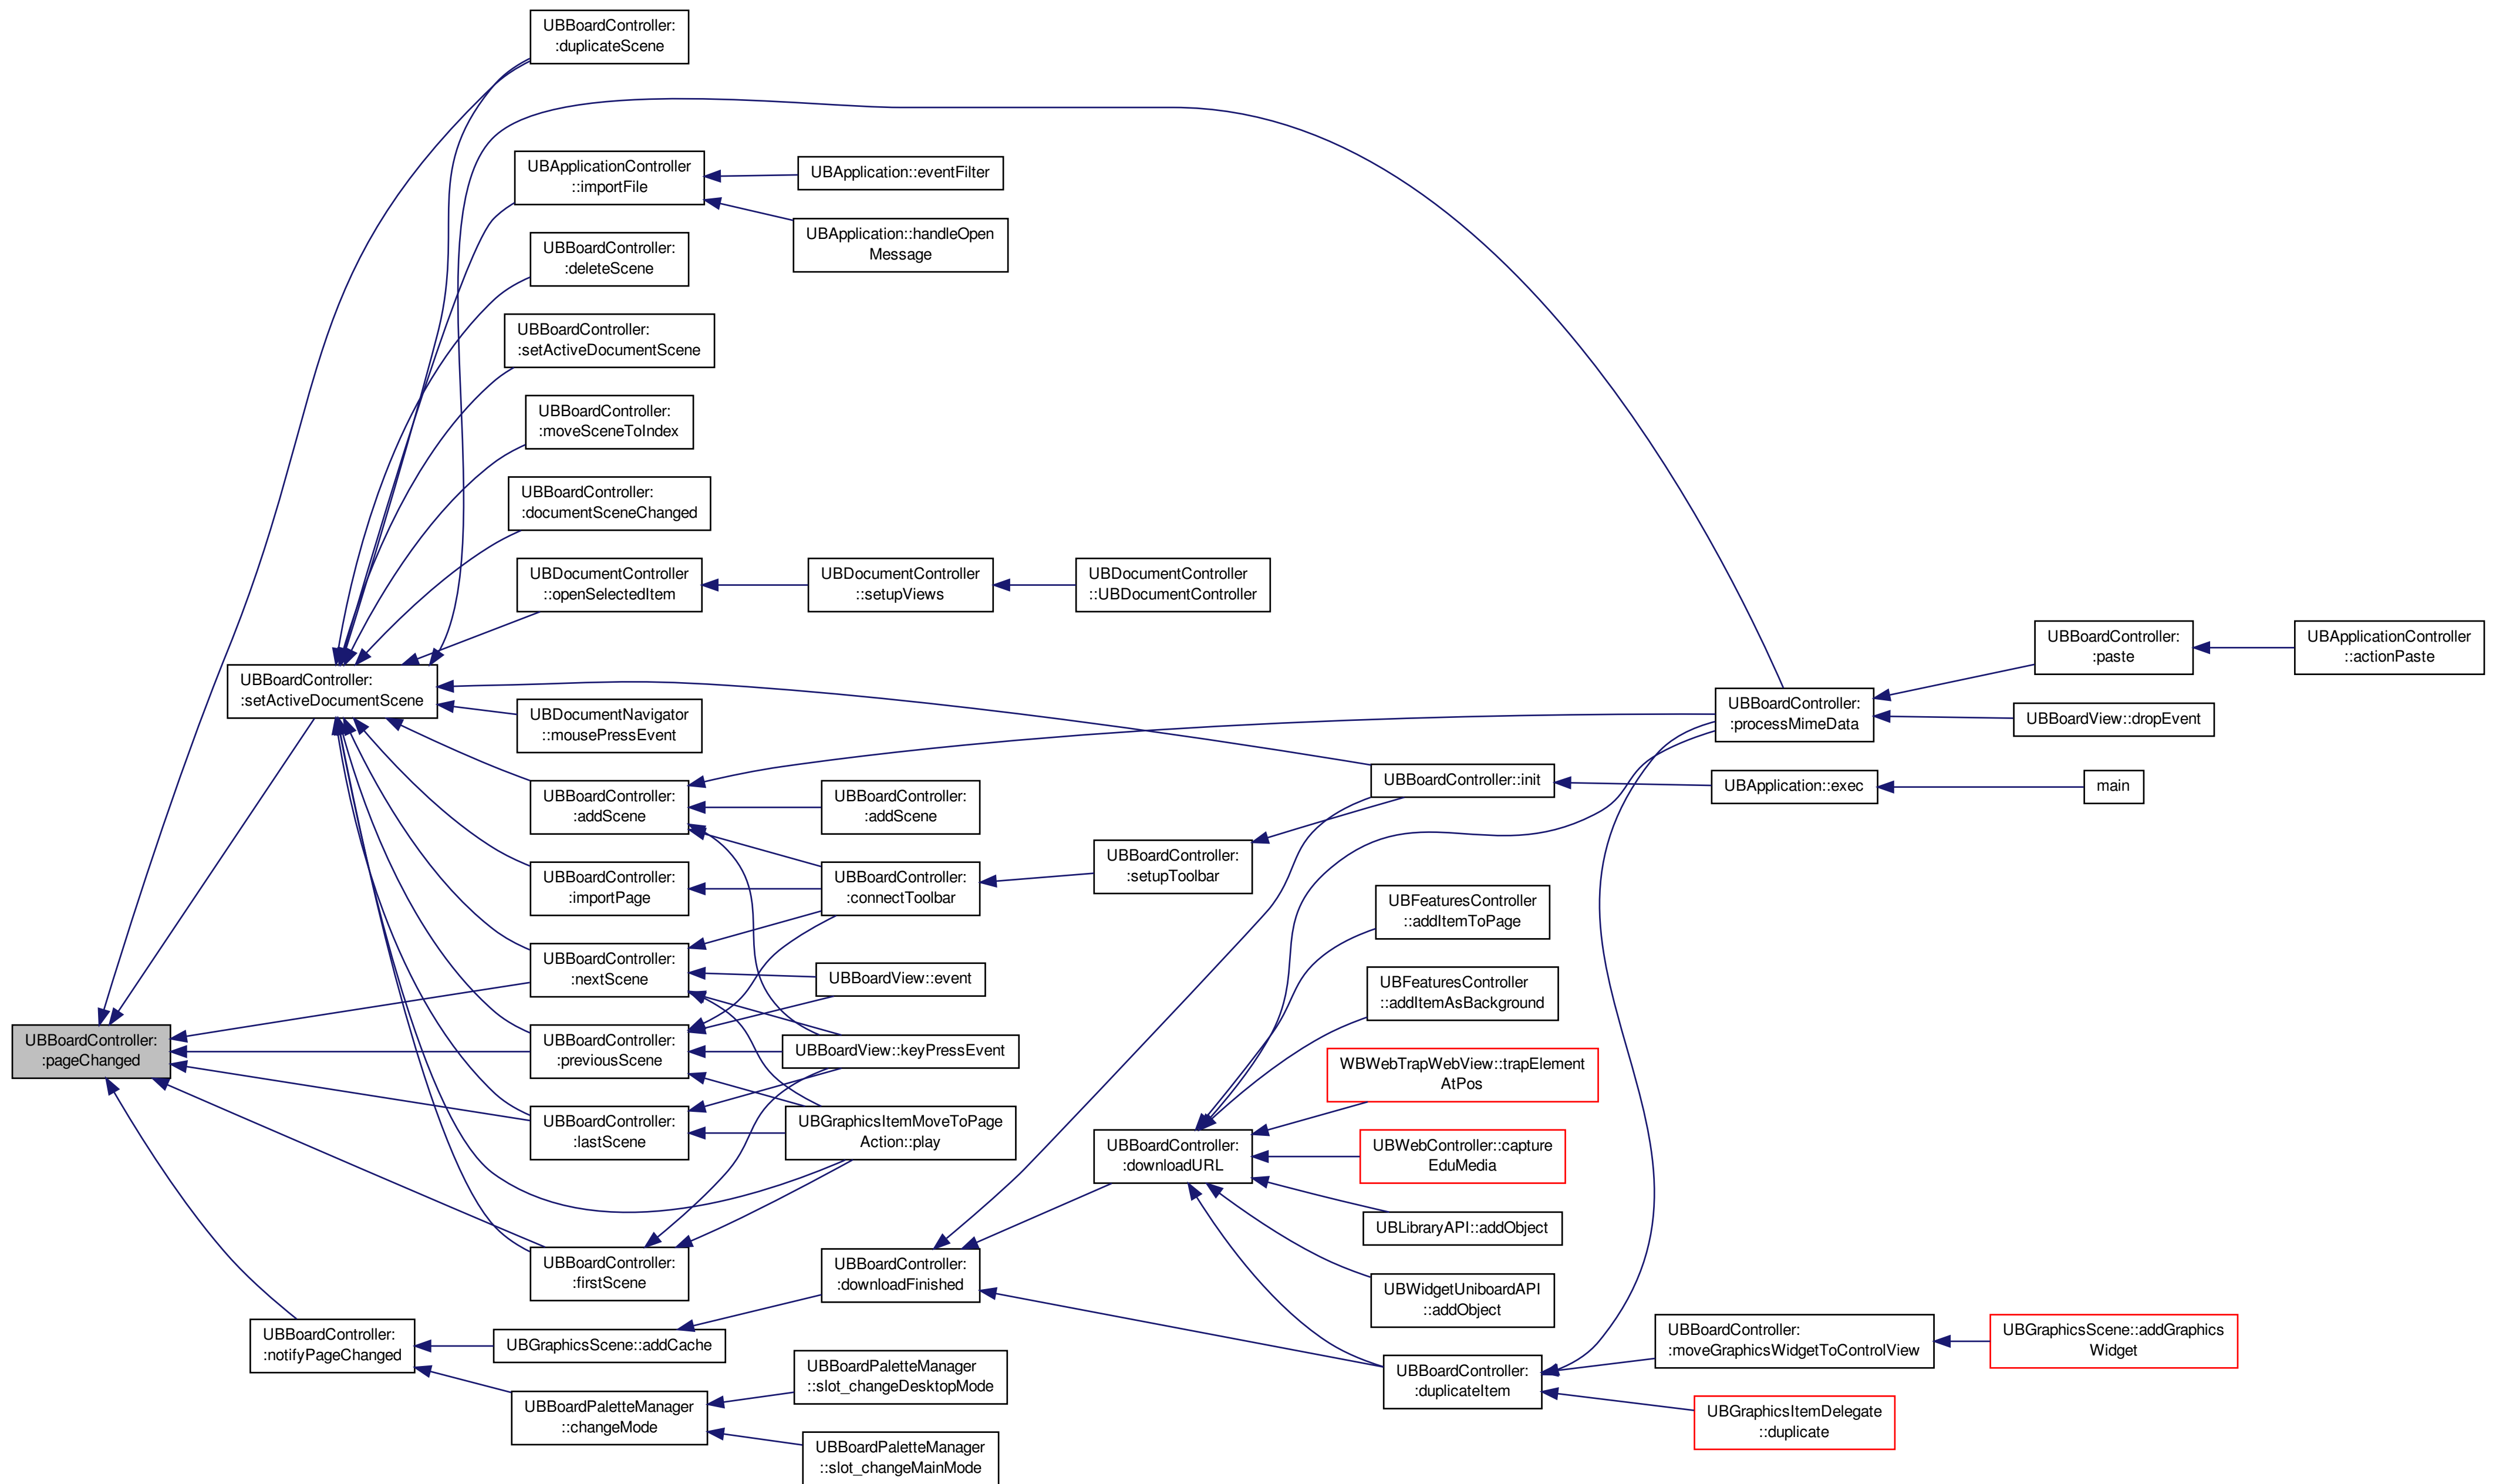 UBBoardController:
:duplicateScene
UBApplicationController
::importFile
UBApplication::eventFilter
UBApplication::handleOpen
Message
UBBoardController:
:deleteScene
UBBoardController:
:setActiveDocumentScene
UBBoardController:
:moveSceneToIndex
UBBoardController:
:documentSceneChanged
UBDocumentController
::openSelectedItem
UBDocumentController
::setupViews
UBDocumentController
::UBDocumentController
UBBoardController:
:setActiveDocumentScene
UBDocumentNavigator
::mousePressEvent
UBBoardController:
:processMimeData
UBBoardController:
:paste
UBApplicationController
::actionPaste
UBBoardView::dropEvent
UBBoardController::init
UBApplication::exec
main
UBBoardController:
:addScene
UBBoardController:
:addScene
UBBoardController:
:importPage
UBBoardController:
:connectToolbar
UBBoardController:
:setupToolbar
UBFeaturesController
::addItemToPage
UBBoardController:
:nextScene
UBBoardView::event
UBFeaturesController
::addItemAsBackground
UBBoardController:
:pageChanged
UBBoardController:
:previousScene
UBBoardView::keyPressEvent
WBWebTrapWebView::trapElement
AtPos
UBBoardController:
:lastScene
UBGraphicsItemMoveToPage
Action::play
UBBoardController:
:downloadURL
UBWebController::capture
EduMedia
UBLibraryAPI::addObject
UBBoardController:
:firstScene
UBBoardController:
:downloadFinished
UBWidgetUniboardAPI
::addObject
UBBoardController:
:notifyPageChanged
UBGraphicsScene::addCache
UBBoardController:
:moveGraphicsWidgetToControlView
UBGraphicsScene::addGraphics
Widget
UBBoardPaletteManager
::slot_changeDesktopMode
UBBoardController:
:duplicateItem
UBBoardPaletteManager
::changeMode
UBGraphicsItemDelegate
::duplicate
UBBoardPaletteManager
::slot_changeMainMode